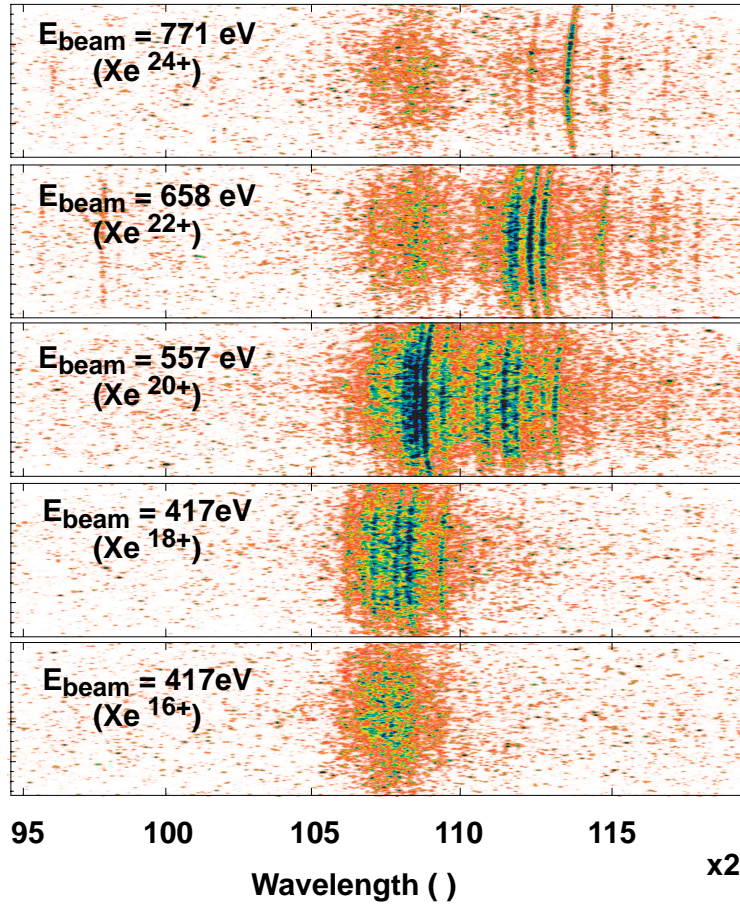 E beam = 771 eV
(Xe 24+)
E beam = 658 eV
(Xe 22+)
E beam = 557 eV
(Xe 20+)
E beam = 417eV
(Xe 18+)
E beam = 417eV
(Xe 16+)
95 100 105 110 115
x2
Wavelength ( )